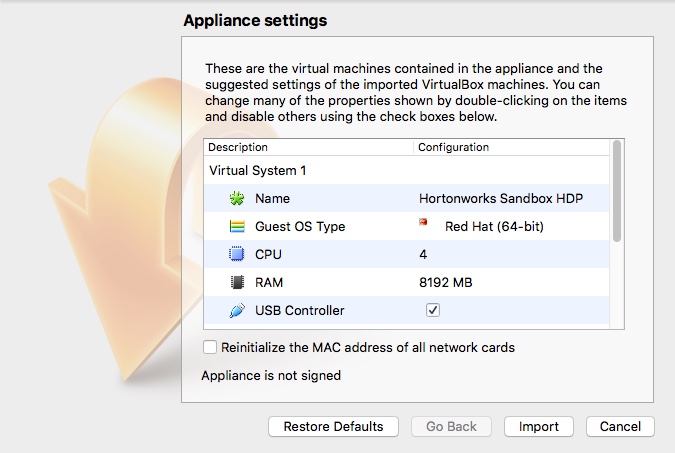 Appliance settings
These are the virtual machines contained in the appliance and the
suggested settings of the imported VirtualBox machines. You can
change many of the properties shown by double-clicking on the items
and disable others using the check boxes below.
Description Configuration
Virtual System 1
Name Hortonworks Sandbox HDP
Guest OS Type Red Hat (64-bit)
CPU 4
RAM 8192 MB
USB Controller
Reinitialize the MAC address of all network cards
Appliance is not signed
Restore Defaults Go Back Import Cancel